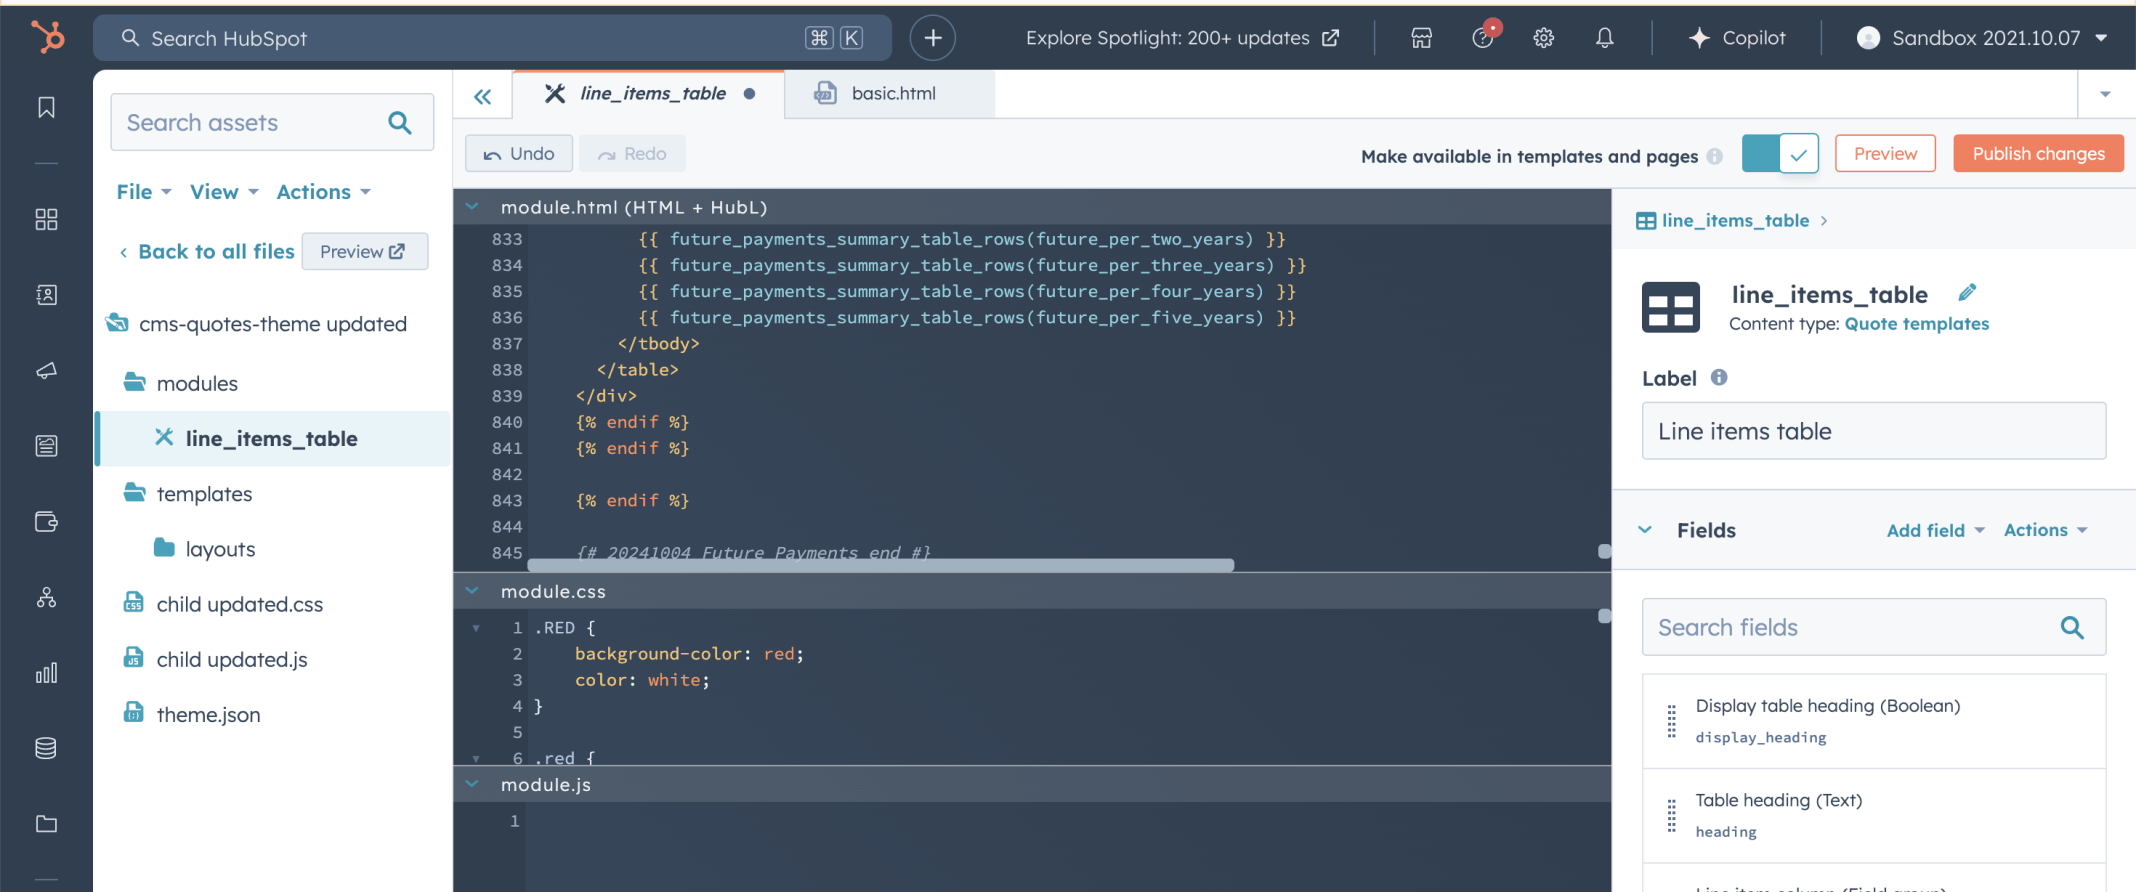 Search HubSpot ⌘ K
Explore Spotlight: 200+ updates
Copilot
Sandbox 2021.10.07
Search assets
File View Actions
Back to all files Preview
cms-quotes-theme updated
modules
line_items_table
templates
layouts
child updated.css
child updated.js
theme.json
line_items_table
basic.html
Undo Redo
Make available in templates and pages
Preview
Publish changes
module.html (HTML + HubL)
833 {{ future_payments_summary_table_rows(future_per_two_years) }}
834 {{ future_payments_summary_table_rows(future_per_three_years) }}
835 {{ future_payments_summary_table_rows(future_per_four_years) }}
836 {{ future_payments_summary_table_rows(future_per_five_years) }}
837 </tbody>
838 </table>
839 </div>
840 {% endif %}
841 {% endif %}
842
843 {% endif %}
844
845 {# 20241004 Future Payments end #}
module.css
1 .RED {
2 background-color: red;
3 color: white;
4 }
5
6 .red {
module.js
1
line_items_table
line_items_table
Content type: Quote templates
Label
Line items table
Fields Add field Actions
Search fields
Display table heading (Boolean)
display_heading
Table heading (Text)
heading